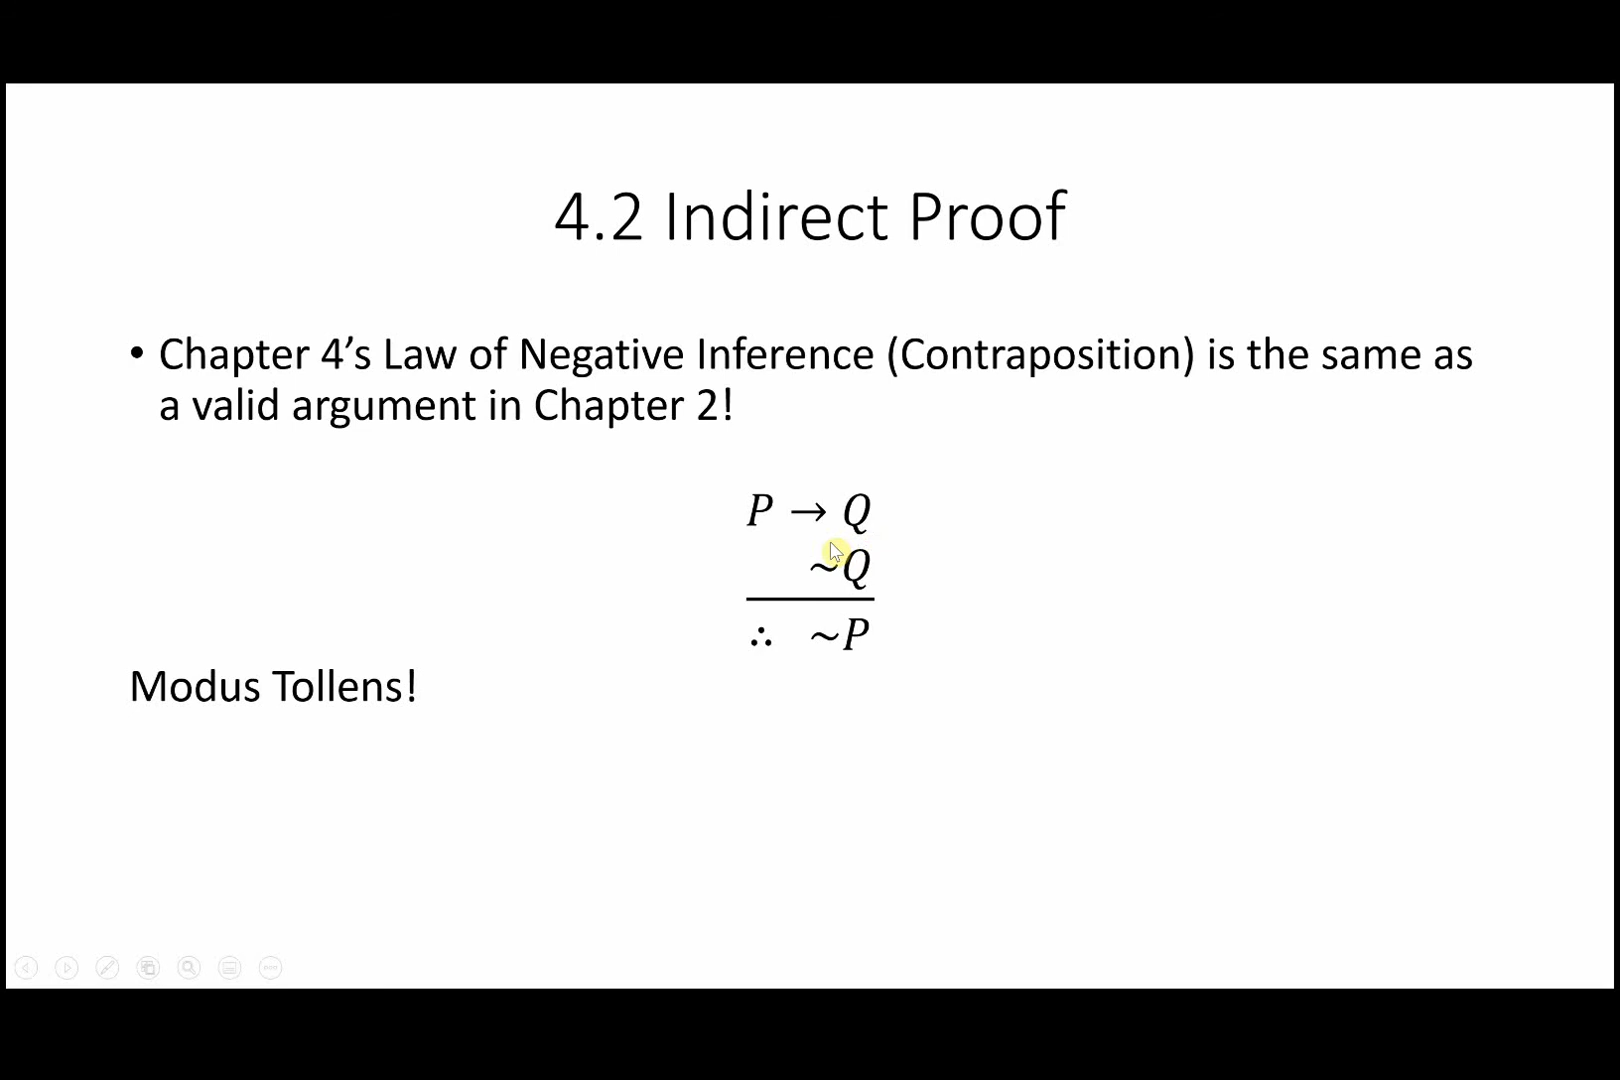 4.2 Indirect Proof
• Chapter 4’s Law of Negative Inference (Contraposition) is the same as
a valid argument in Chapter 2!
P → Q
~Q
∴ ~P
Modus Tollens!